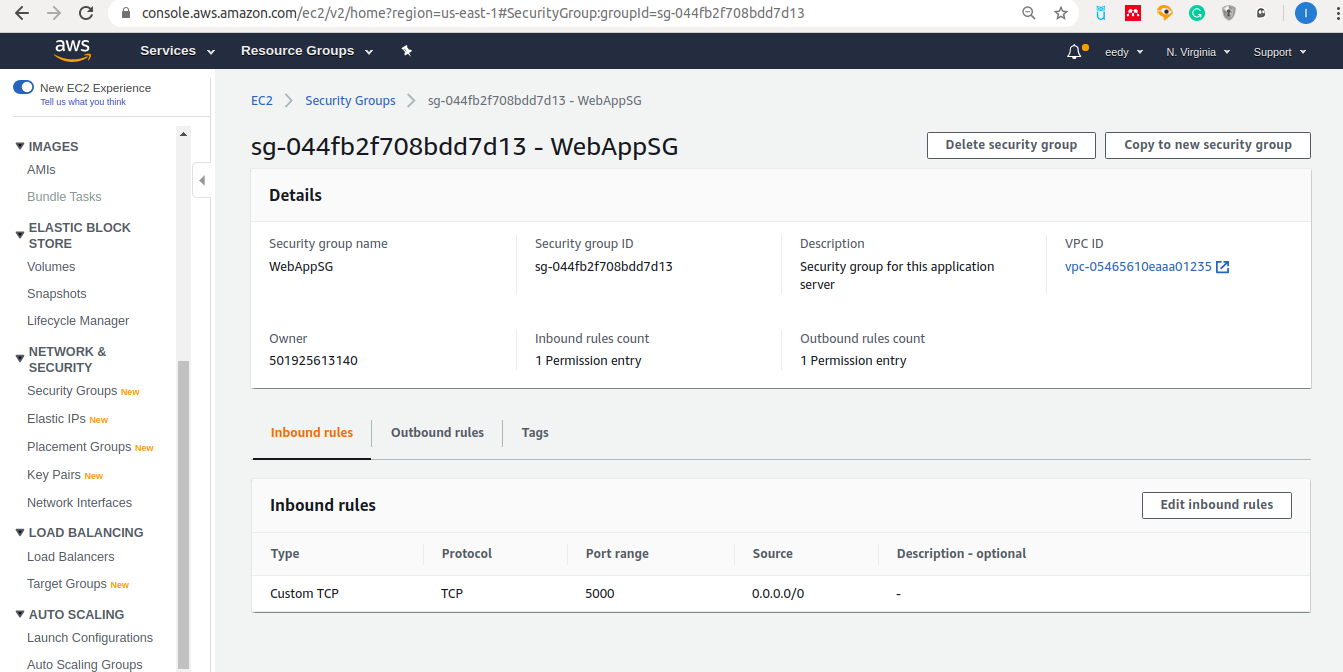 console.aws.amazon.com/ec2/v2/home?region=us-east-1#SecurityGroup:groupId=sg-044fb2f708bdd7d13
I
aws
Services
Resource Groups
eedy
N. Virginia
Support
New EC2 Experience
Tell us what you think
IMAGES
AMIs
Bundle Tasks
ELASTIC BLOCK
STORE
Volumes
Snapshots
Lifecycle Manager
NETWORK &
SECURITY
Security Groups New
Elastic IPs New
Placement Groups New
Key Pairs New
Network Interfaces
LOAD BALANCING
Load Balancers
Target Groups New
AUTO SCALING
Launch Configurations
Auto Scaling Groups
EC2 > Security Groups > sg-044fb2f708bdd7d13 - WebAppSG
sg-044fb2f708bdd7d13 - WebAppSG
Delete security group
Copy to new security group
Details
Security group name
WebAppSG
Security group ID
sg-044fb2f708bdd7d13
Description
Security group for this application
server
VPC ID
vpc-05465610eaaa01235
Owner
501925613140
Inbound rules count
1 Permission entry
Outbound rules count
1 Permission entry
Inbound rules
Outbound rules
Tags
Inbound rules
Edit inbound rules
Type Protocol Port range Source Description - optional
Custom TCP TCP 5000 0.0.0.0/0 -